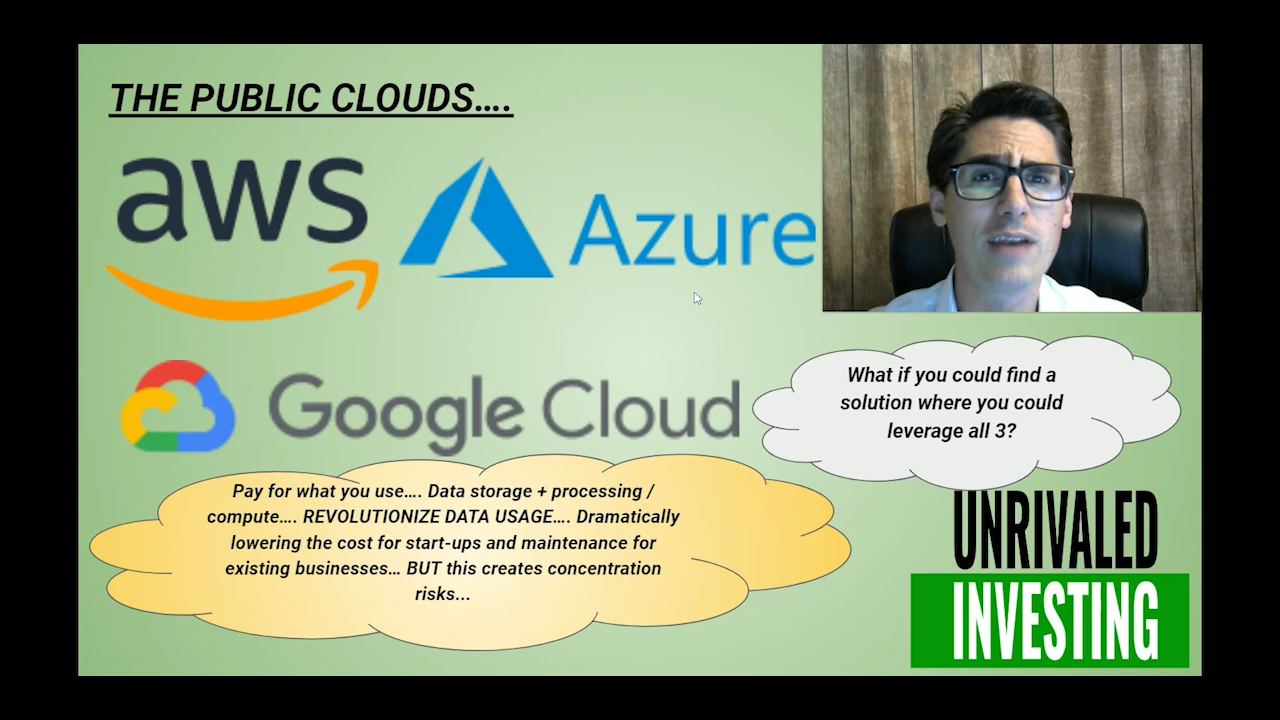 THE PUBLIC CLOUDS....
aws
Azure
Google Cloud
What if you could find a
solution where you could
leverage all 3?
Pay for what you use.... Data storage + processing /
compute.... REVOLUTIONIZE DATA USAGE.... Dramatically
lowering the cost for start-ups and maintenance for
existing businesses... BUT this creates concentration
risks...
UNRIVALED
INVESTING